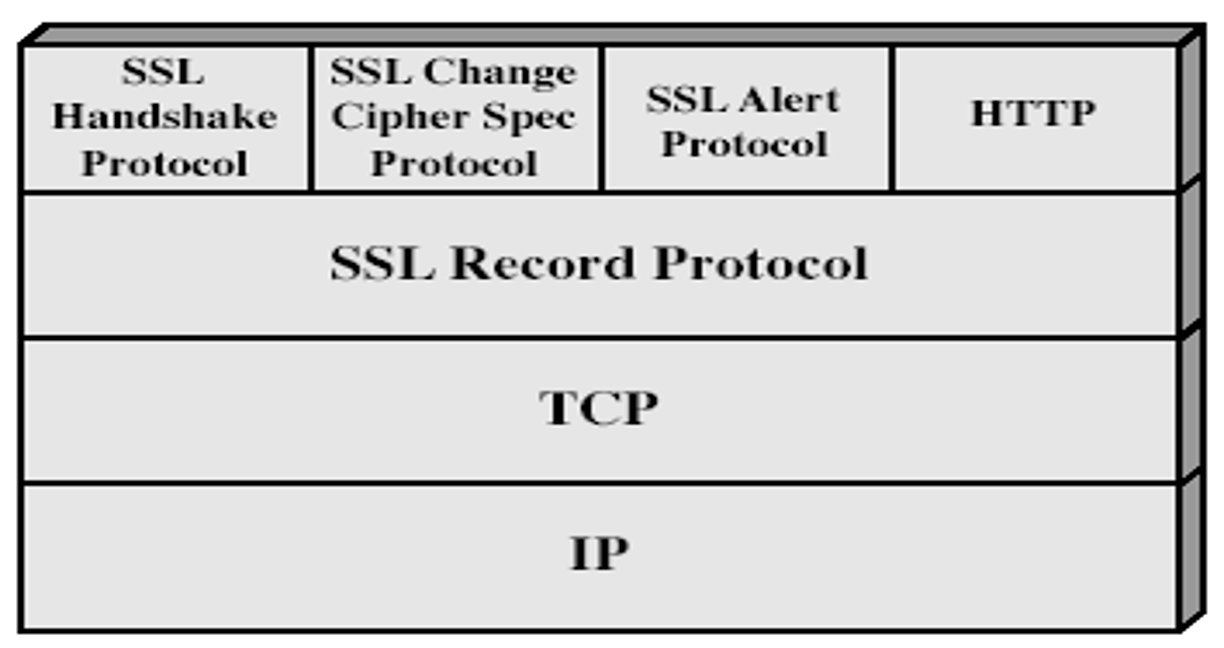 SSL
Handshake
Protocol
SSL Change
Cipher Spec
Protocol
SSL Alert
Protocol
HTTP
SSL Record Protocol
TCP
IP